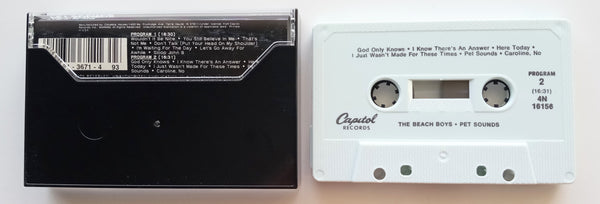 PROGRAM 1 (18:30)
Wouldn't It Be Nice • You Still Believe In Me • That's
Not Me • Don't Talk (Put Your Head On My Shoulder)
• I'm Waiting For The Day • Let's Go Away For
Awhile • Sloop John B
PROGRAM 2 (16:31)
God Only Knows • I Know There's An Answer • Here
Today • I Just Wasn't Made For These Times • Pet
Sounds • Caroline, No
3671-4 93
God Only Knows • I Know There's An Answer • Here Today •
I Just Wasn't Made For These Times • Pet Sounds • Caroline, No
PROGRAM
2
(16:31)
4N
16156
Capitol
RECORDS
THE BEACH BOYS • PET SOUNDS